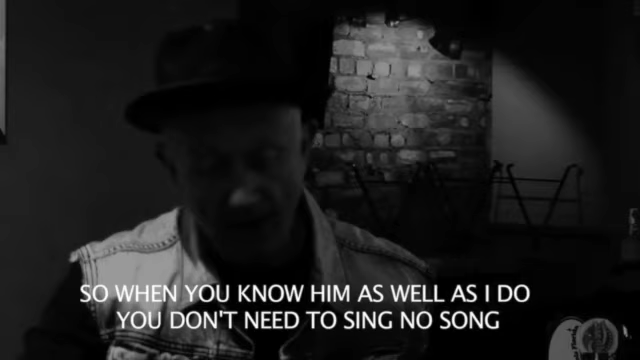 SO WHEN YOU KNOW HIM AS WELL AS I DO
YOU DON'T NEED TO SING NO SONG